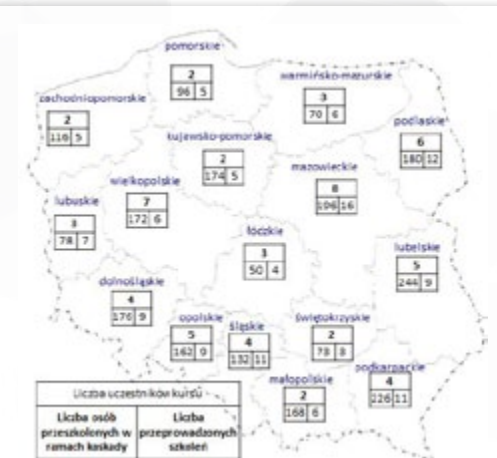 pomorskie
2
96 5
warmińsko-mazurskie
3
70 6
zachodniopomorskie
2
116 5
podlaskie
6
180 12
kujawsko-pomorskie
2
174 5
mazowieckie
8
196 16
wielkopolskie
7
172 6
lubuskie
3
78 7
łódzkie
3
50 4
lubelskie
5
244 9
dolnośląskie
4
176 9
opolskie
5
162 9
śląskie
4
132 11
świętokrzyskie
2
73 3
małopolskie
2
168 6
podkarpackie
4
226 11
Liczba uczestników kursu
Liczba osób
przeszkolonych w
ramach kaskady
Liczba
przeprowadzonych
szkoleń